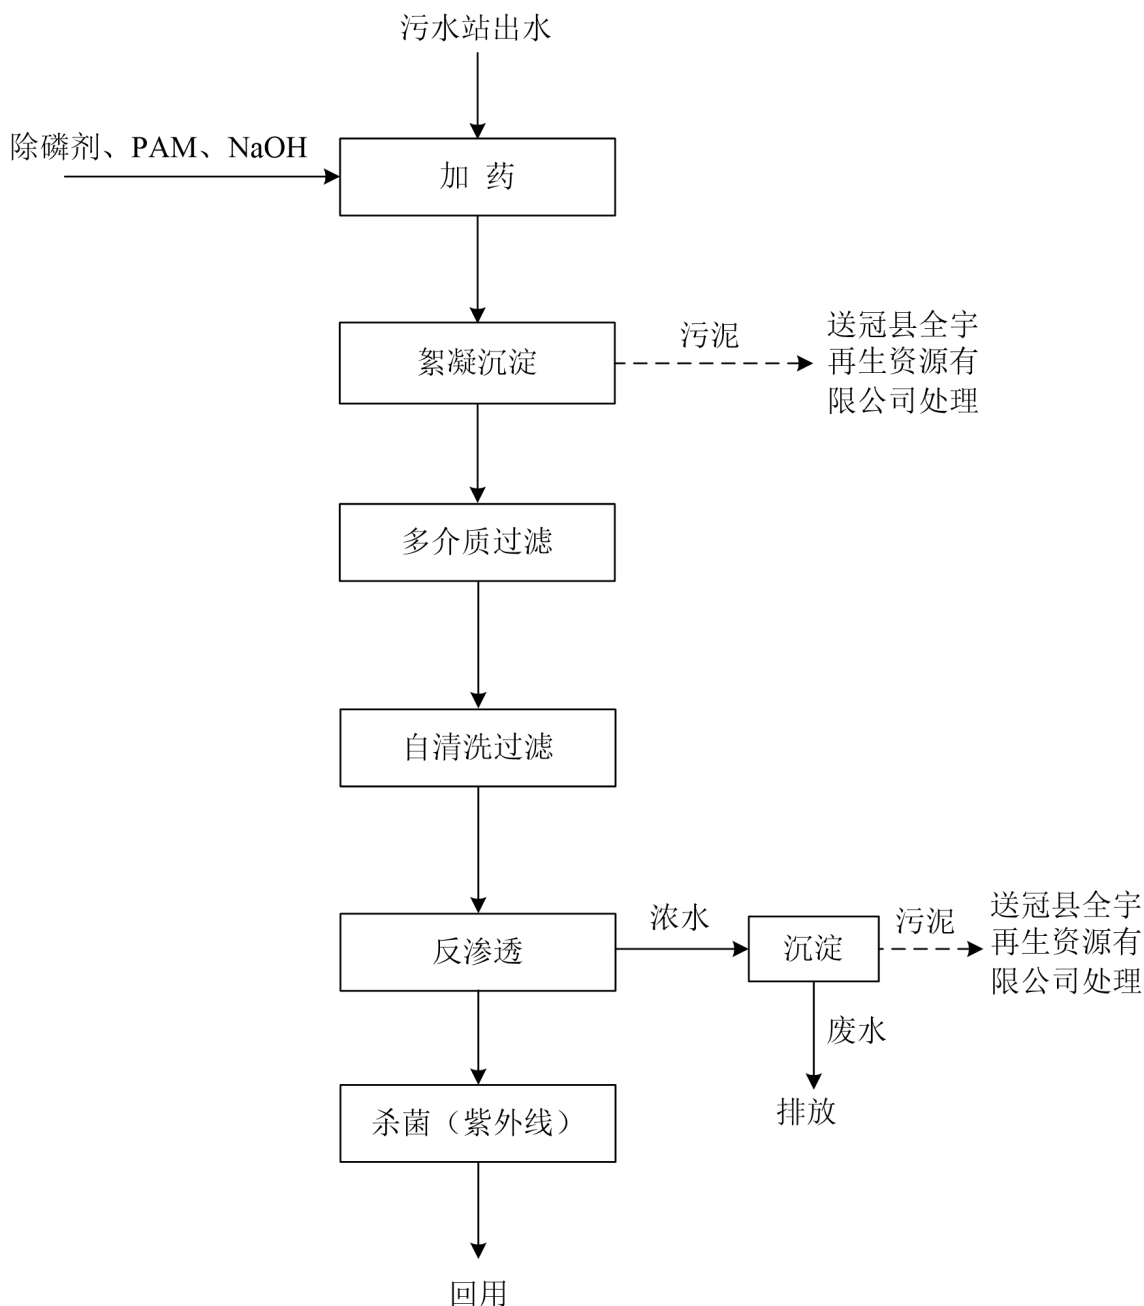 污水站出水
除磷剂、PAM、NaOH
加 药
絮凝沉淀
污泥
送冠县全宇
再生资源有
限公司处理
多介质过滤
自清洗过滤
反渗透
浓水
沉淀
污泥
送冠县全宇
再生资源有
限公司处理
废水
排放
杀菌（紫外线）
回用